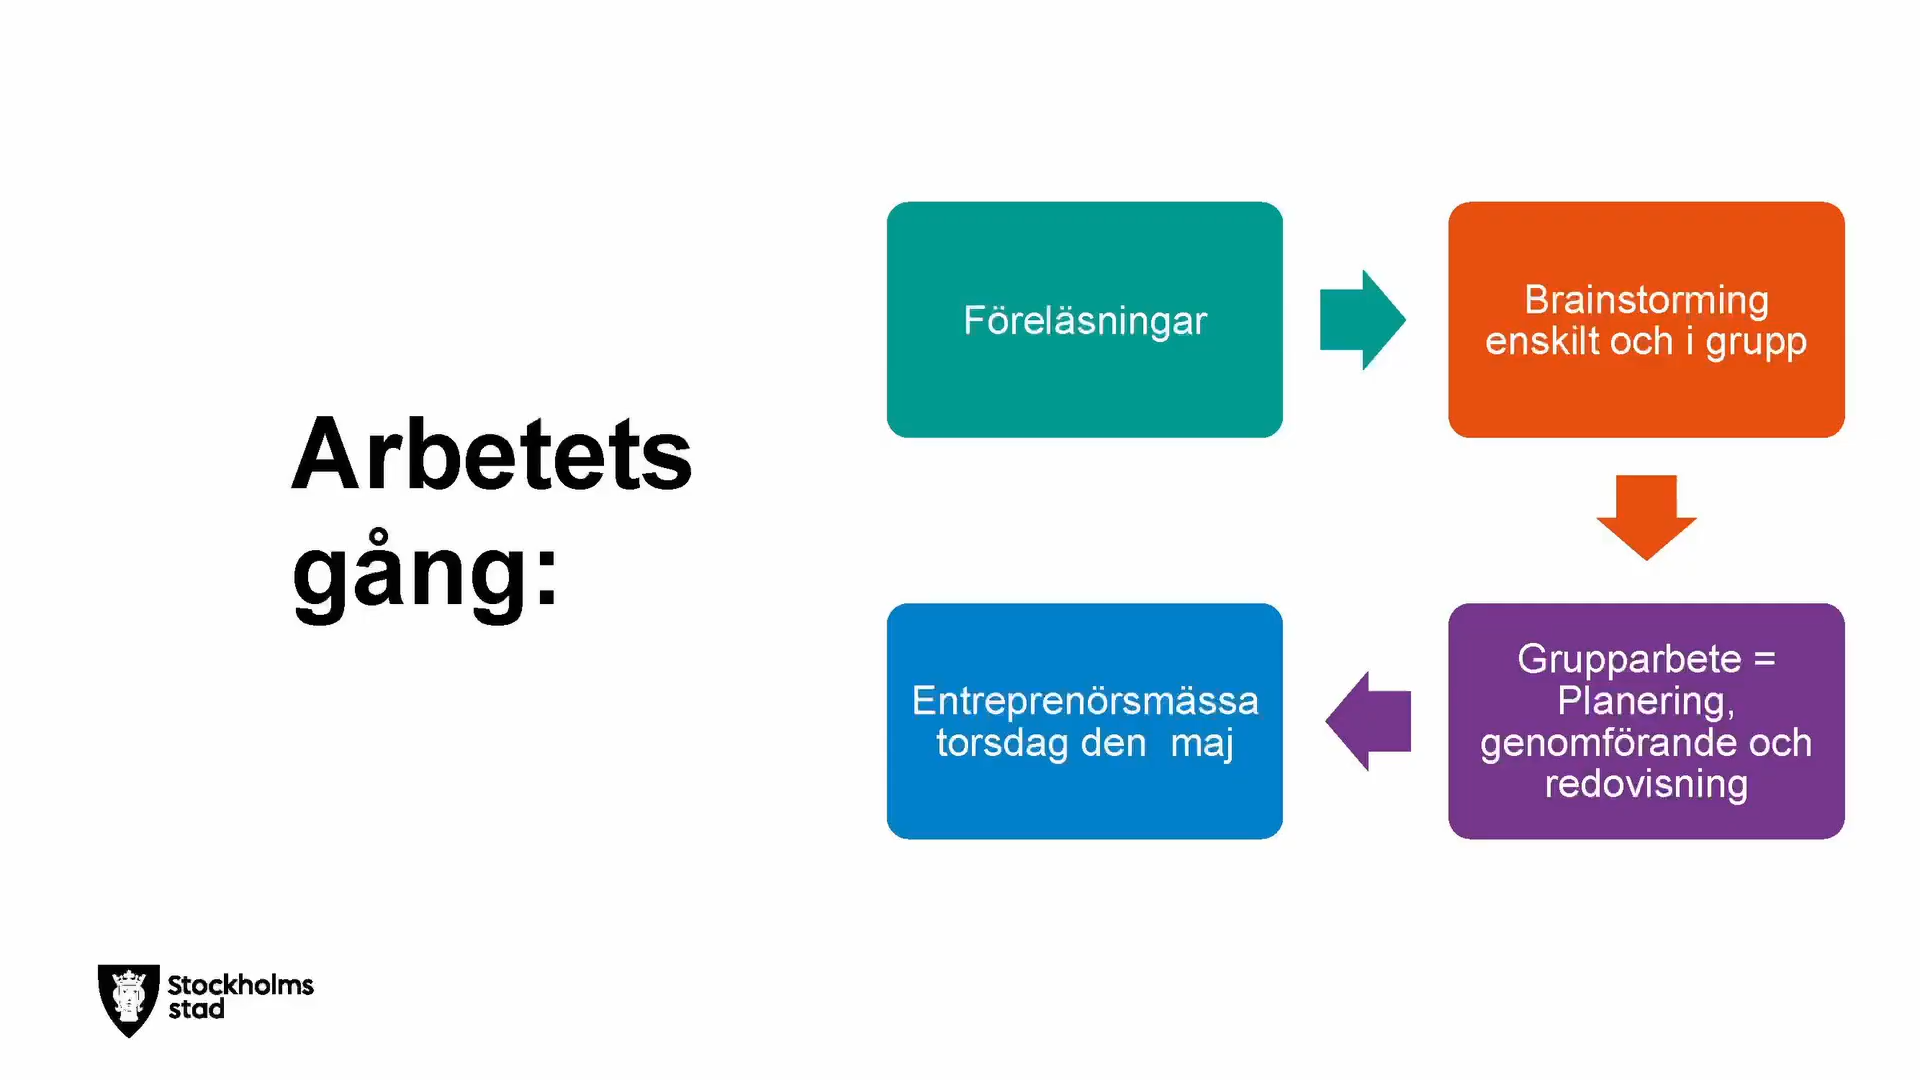 Arbetets
gång:
Föreläsningar
Brainstorming
enskilt och i grupp
Grupparbete =
Planering,
genomförande och
redovisning
Entreprenörsmässa
torsdag den  maj
Stockholms
stad